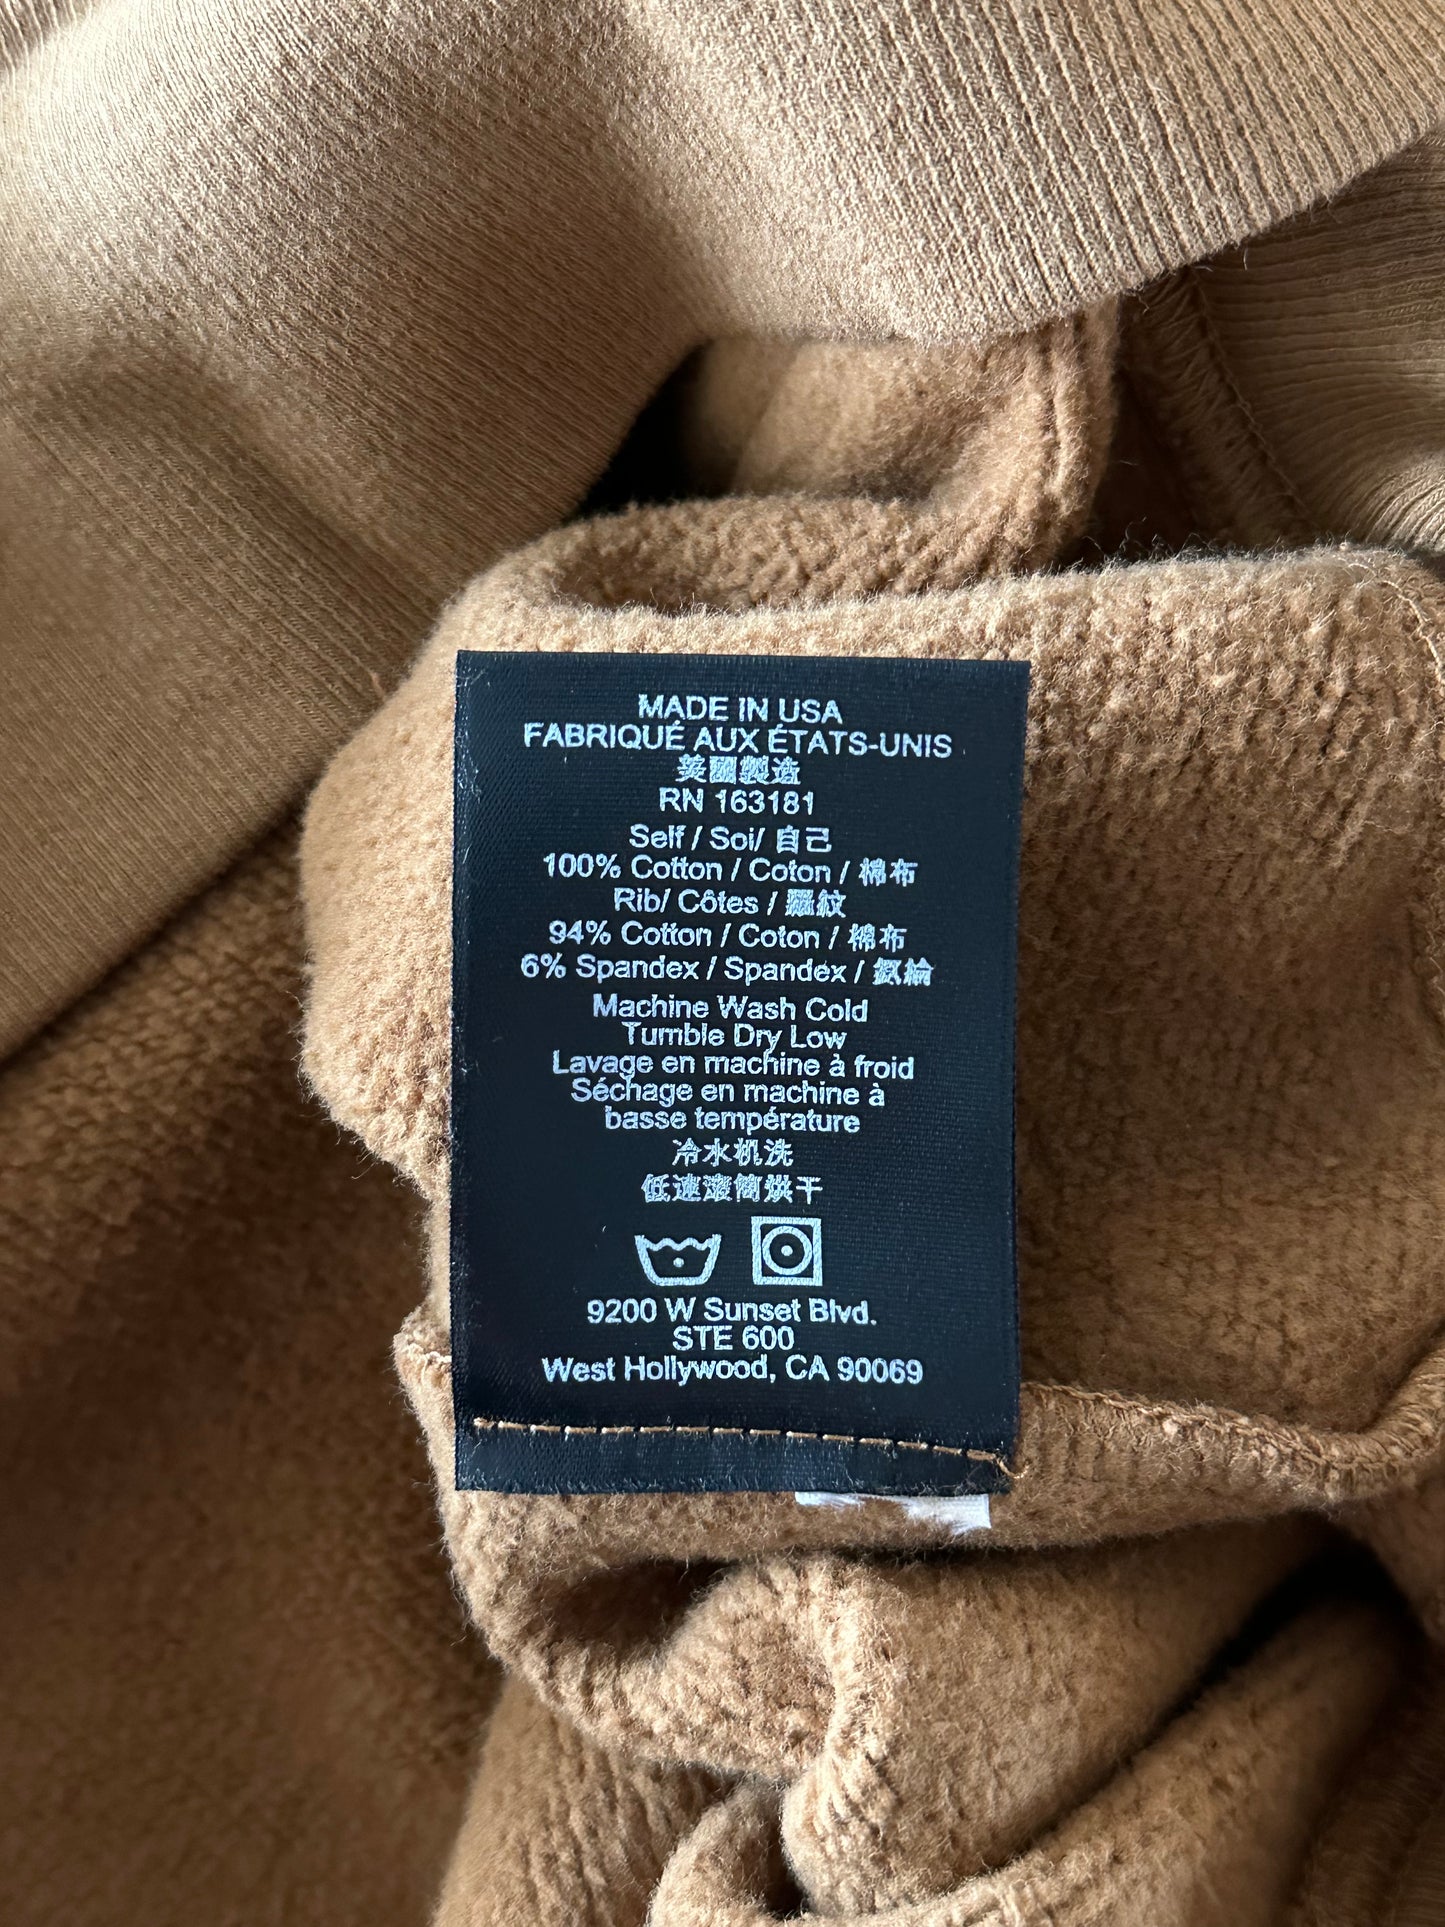 MADE IN USA
FABRIQUÉ AUX ÉTATS-UNIS
美國製造
RN 163181
Self / Soi/ 自己
100% Cotton / Coton / 棉布
Rib/ Côtes / 羅紋
94% Cotton / Coton / 棉布
6% Spandex / Spandex / 氨綸
Machine Wash Cold
Tumble Dry Low
Lavage en machine à froid
Séchage en machine à
basse température
冷水机洗
低速滚筒烘干
9200 W Sunset Blvd.
STE 600
West Hollywood, CA 90069